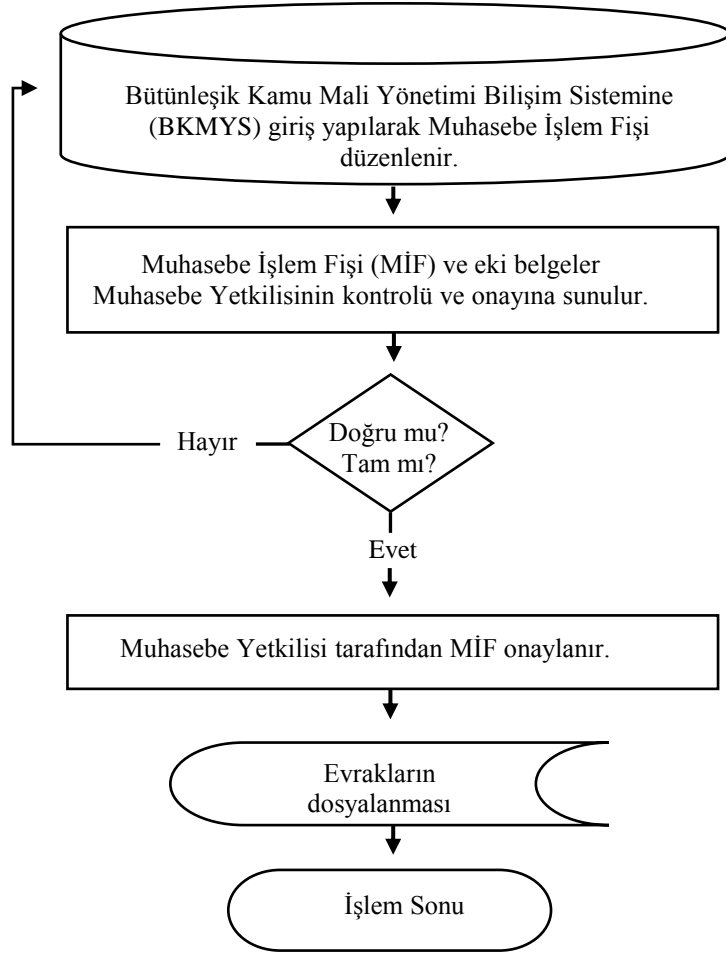 Bütünleşik Kamu Mali Yönetimi Bilişim Sistemine
(BKMYS) giriş yapılarak Muhasebe İşlem Fişi
düzenlenir.
Muhasebe İşlem Fişi (MİF) ve eki belgeler
Muhasebe Yetkilisinin kontrolü ve onayına sunulur.
Hayır
Doğru mu?
Tam mı?
Evet
Muhasebe Yetkilisi tarafından MİF onaylanır.
Evrakların
dosyalanması
İşlem Sonu